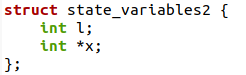 struct state_variables2 {
    int l;
    int *x;
};